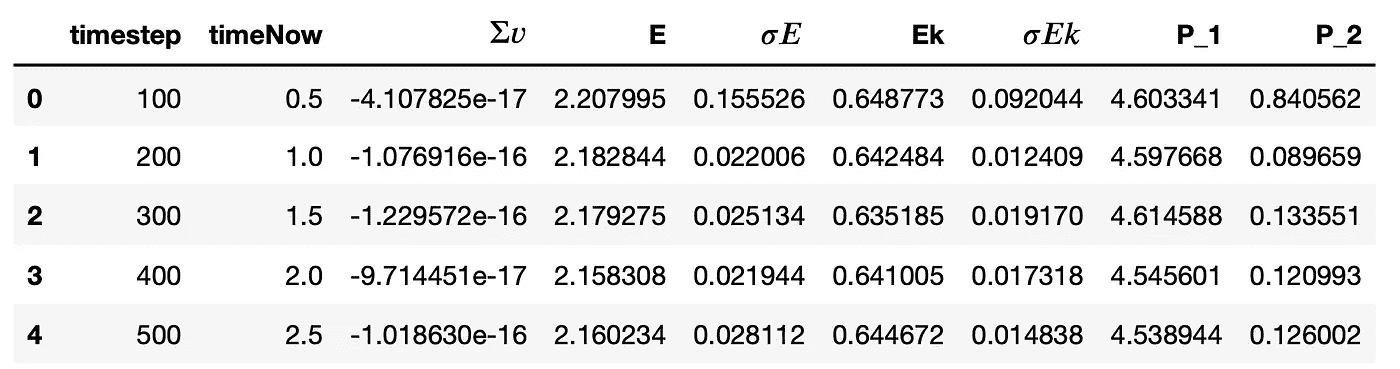 timestep timeNow Σv E σE Ek σEk P_1 P_2
0 100 0.5 -4.107825e-17 2.207995 0.155526 0.648773 0.092044 4.603341 0.840562
1 200 1.0 -1.076916e-16 2.182844 0.022006 0.642484 0.012409 4.597668 0.089659
2 300 1.5 -1.229572e-16 2.179275 0.025134 0.635185 0.019170 4.614588 0.133551
3 400 2.0 -9.714451e-17 2.158308 0.021944 0.641005 0.017318 4.545601 0.120993
4 500 2.5 -1.018630e-16 2.160234 0.028112 0.644672 0.014838 4.538944 0.126002